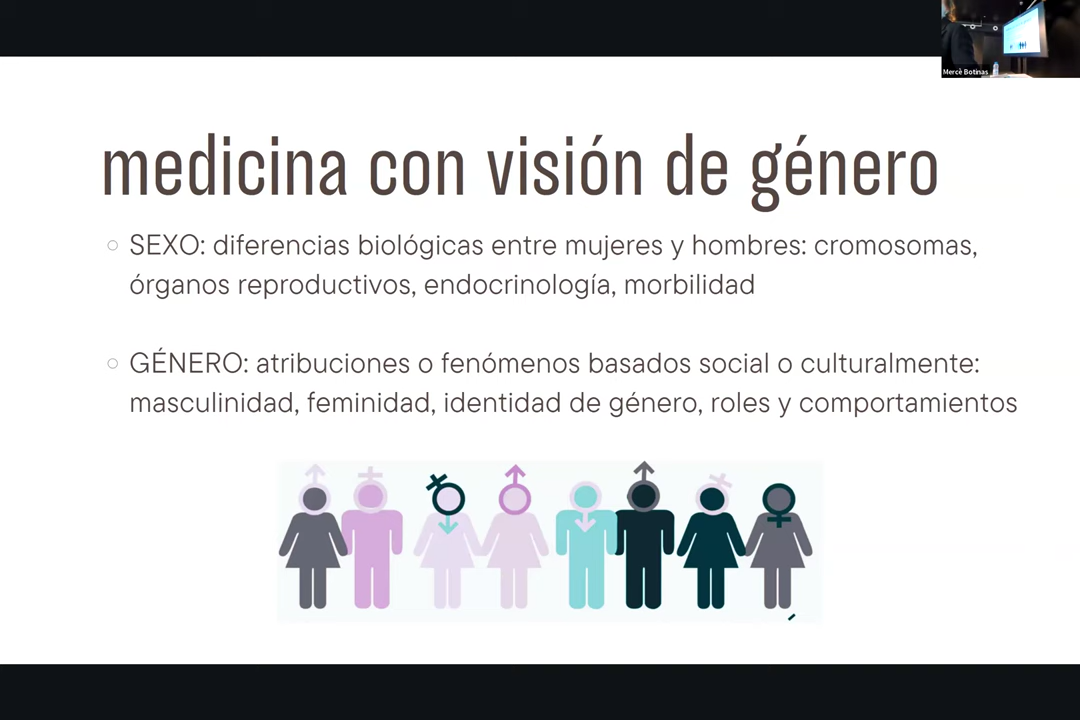 Mercè Botinas
medicina con visión de género
SEXO: diferencias biológicas entre mujeres y hombres: cromosomas,
órganos reproductivos, endocrinología, morbilidad
GÉNERO: atribuciones o fenómenos basados social o culturalmente:
masculinidad, feminidad, identidad de género, roles y comportamientos